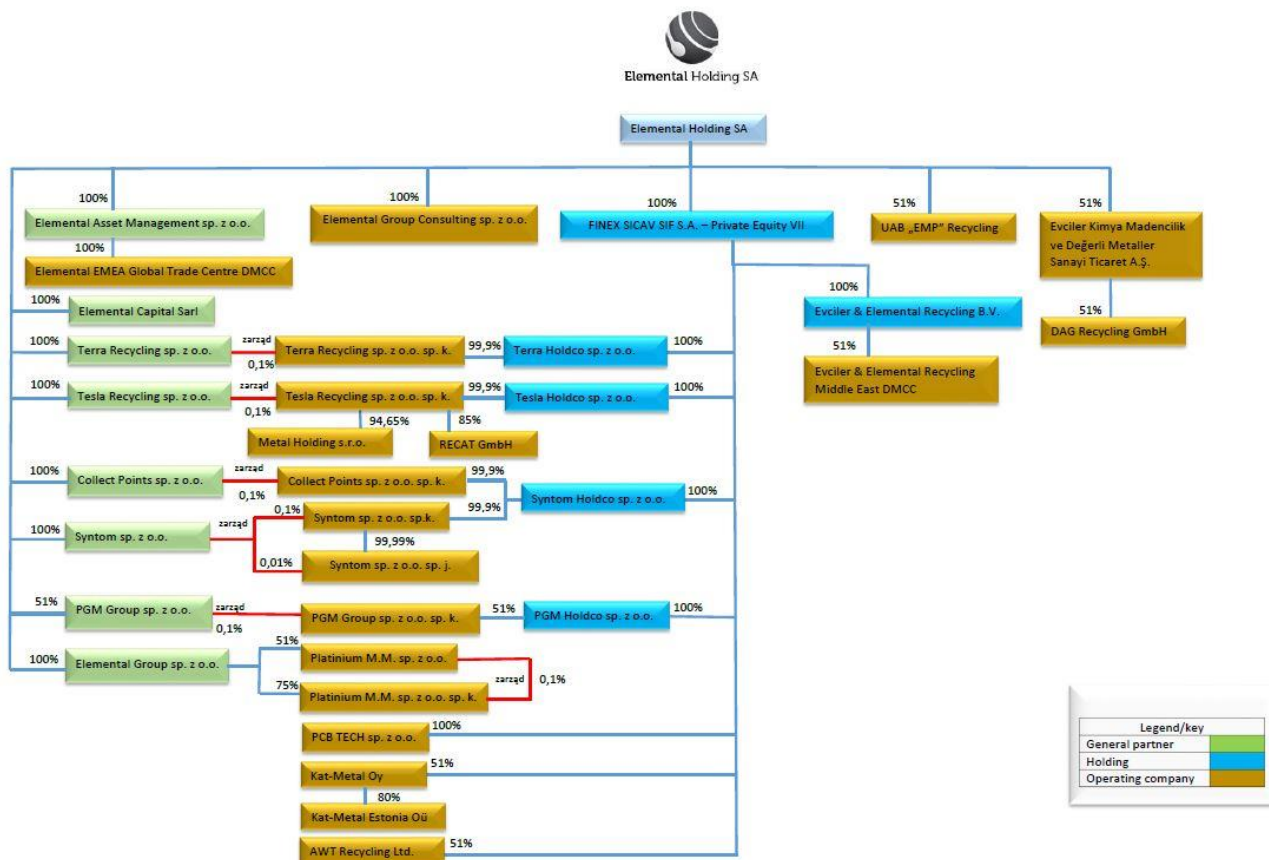 Elemental Holding SA
Elemental Holding SA
100%
100%
100%
51%
51%
Elemental Asset Management sp. z o.o.
Elemental Group Consulting sp. z o.o.
FINEX SICAV SIF S.A. – Private Equity VII
UAB „EMP” Recycling
Evciler Kimya Madencilik
ve Değerli Metaller
Sanayi Ticaret A.Ş.
100%
Elemental EMEA Global Trade Centre DMCC
100%
Evciler & Elemental Recycling B.V.
51%
DAG Recycling GmbH
51%
Evciler & Elemental Recycling
Middle East DMCC
100%
Elemental Capital Sarl
100%
Terra Recycling sp. z o.o.
zarząd
0,1%
Terra Recycling sp. z o.o. sp. k.
99,9%
Terra Holdco sp. z o.o.
100%
100%
Tesla Recycling sp. z o.o.
zarząd
0,1%
Tesla Recycling sp. z o.o. sp. k.
99,9%
Tesla Holdco sp. z o.o.
100%
94,65%
85%
Metal Holding s.r.o.
RECAT GmbH
100%
Collect Points sp. z o.o.
zarząd
0,1%
Collect Points sp. z o.o. sp. k.
99,9%
Syntom Holdco sp. z o.o.
100%
100%
Syntom sp. z o.o.
zarząd
0,1%
Syntom sp. z o.o. sp.k.
99,9%
99,99%
0,01%
Syntom sp. z o.o. sp. j.
51%
PGM Group sp. z o.o.
zarząd
0,1%
PGM Group sp. z o.o. sp. k.
51%
PGM Holdco sp. z o.o.
100%
100%
Elemental Group sp. z o.o.
51%
Platinium M.M. sp. z o.o.
75%
Platinium M.M. sp. z o.o. sp. k.
zarząd
0,1%
PCB TECH sp. z o.o.
100%
Kat-Metal Oy
51%
80%
Kat-Metal Estonia Oü
AWT Recycling Ltd.
51%
Legend/key
General partner
Holding
Operating company